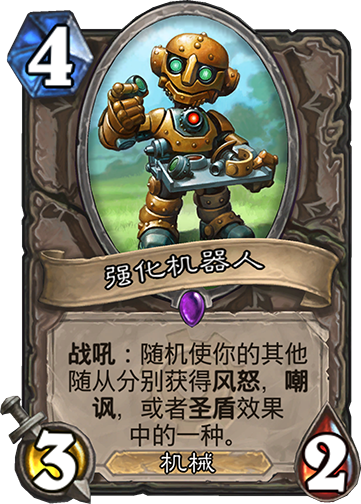 4
强化机器人
战吼：随机使你的其他
随从分别获得风怒，嘲
讽，或者圣盾效果
中的一种。
机械
3
2